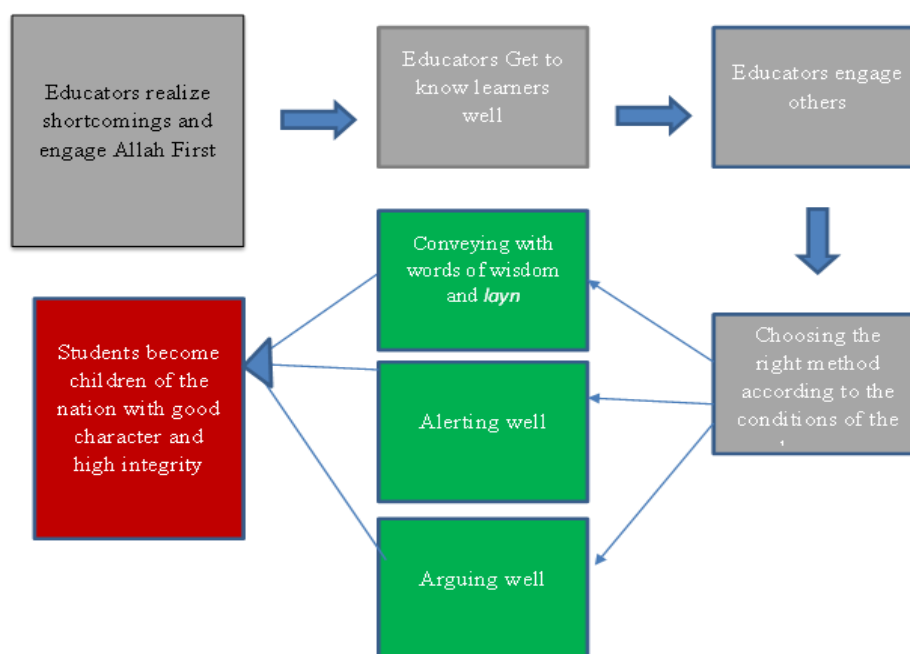 Educators realize
shortcomings and
engage Allah First
Educators Get to
know learners
well
Educators engage
others
Choosing the
right method
according to the
conditions of the
Conveying with
words of wisdom
and layn
Alerting well
Arguing well
Students become
children of the
nation with good
character and
high integrity